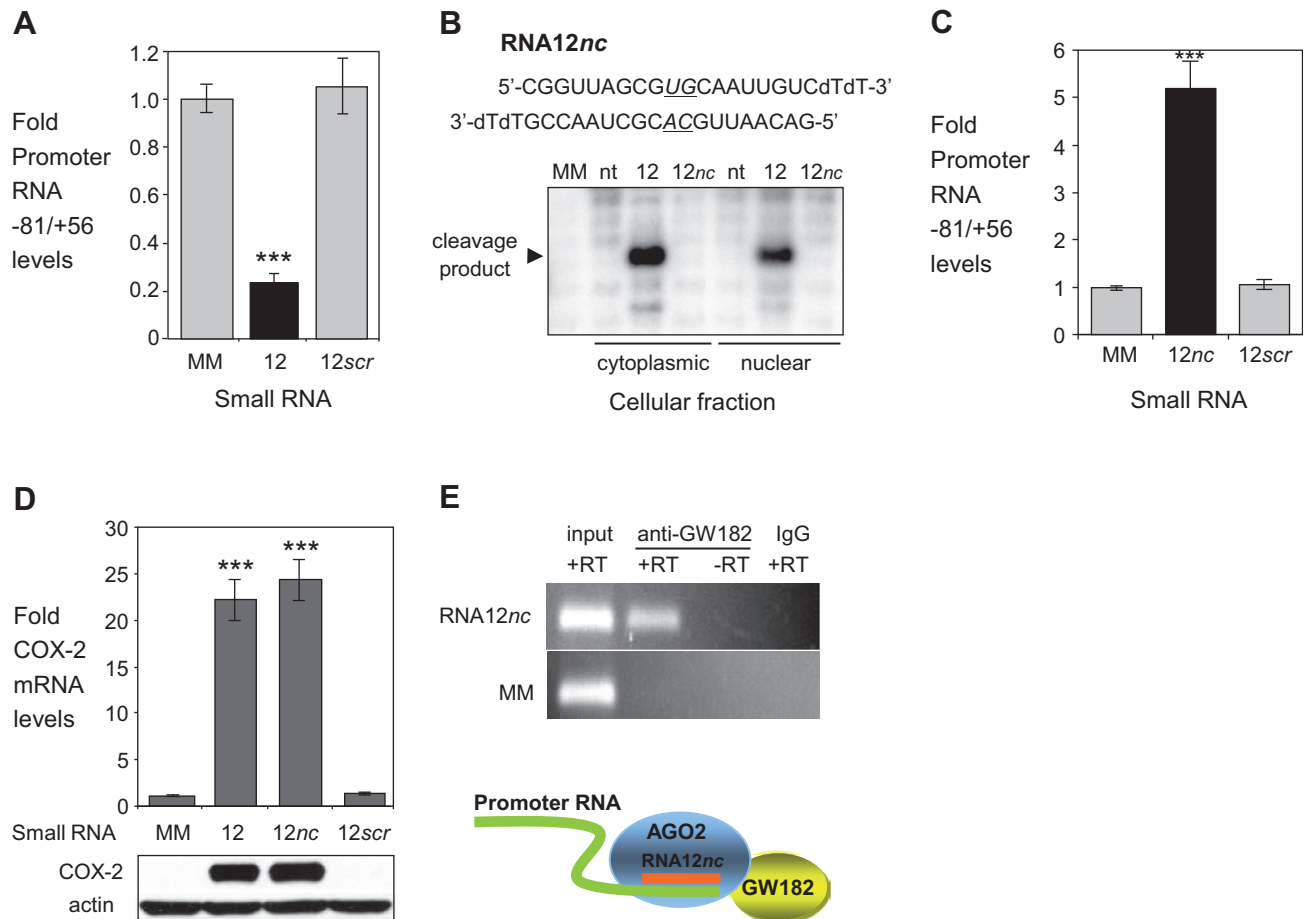 A
Fold
Promoter
RNA
-81/+56
levels
1.2
1.0
0.8
0.6
0.4
0.2
0
***
MM 12 12scr
Small RNA
B
RNA12nc
5’-CGGUUAGCGUGCAAUUGUCdTdT-3’
3’-dTdTGCCAAUCGCACGUUAACAG-5’
MM nt 12 12nc nt 12 12nc
cleavage
product
cytoplasmic nuclear
Cellular fraction
C
Fold
Promoter
RNA
-81/+56
levels
6
5
4
3
2
1
0
***
MM 12nc 12scr
Small RNA
D
Fold
COX-2
mRNA
levels
30
25
20
15
10
5
0
*** ***
Small RNA MM 12 12nc 12scr
COX-2
actin
E
input anti-GW182 IgG
+RT +RT -RT +RT
RNA12nc
MM
Promoter RNA
AGO2
RNA12nc
GW182